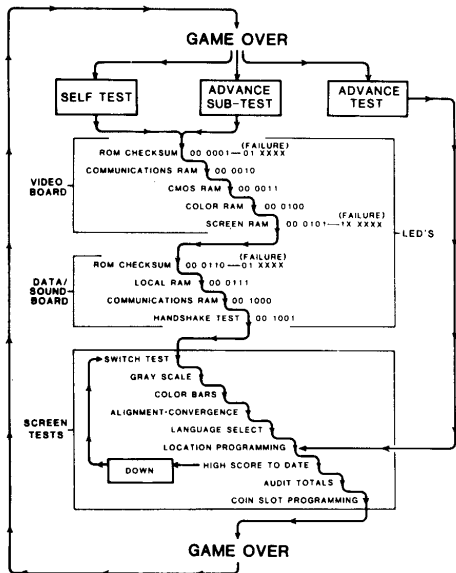 GAME OVER
SELF TEST
ADVANCE
SUB-TEST
ADVANCE
TEST
VIDEO
BOARD
ROM CHECKSUM 00 0001—01 XXXX (FAILURE)
COMMUNICATIONS RAM 00 0010
CMOS RAM 00 0011
COLOR RAM 00 0100
SCREEN RAM 00 0101—1X XXXX (FAILURE)
LED'S
DATA/
SOUND
BOARD
ROM CHECKSUM 00 0110—01 XXXX (FAILURE)
LOCAL RAM 00 0111
COMMUNICATIONS RAM 00 1000
HANDSHAKE TEST 00 1001
SCREEN
TESTS
SWITCH TEST
GRAY SCALE
COLOR BARS
ALIGNMENT-CONVERGENCE
LANGUAGE SELECT
LOCATION PROGRAMMING
DOWN
HIGH SCORE TO DATE
AUDIT TOTALS
COIN SLOT PROGRAMMING
GAME OVER